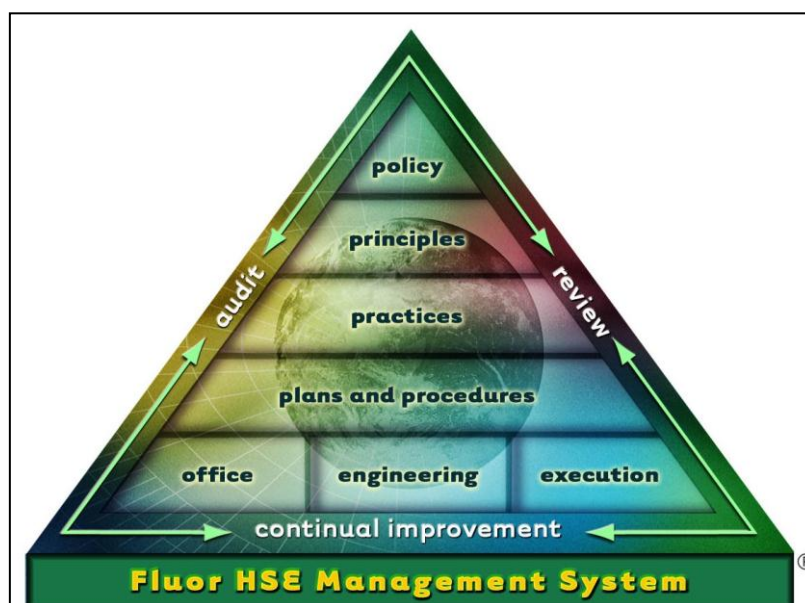 policy
principles
audit
review
practices
plans and procedures
office engineering execution
continual improvement
®
Fluor HSE Management System